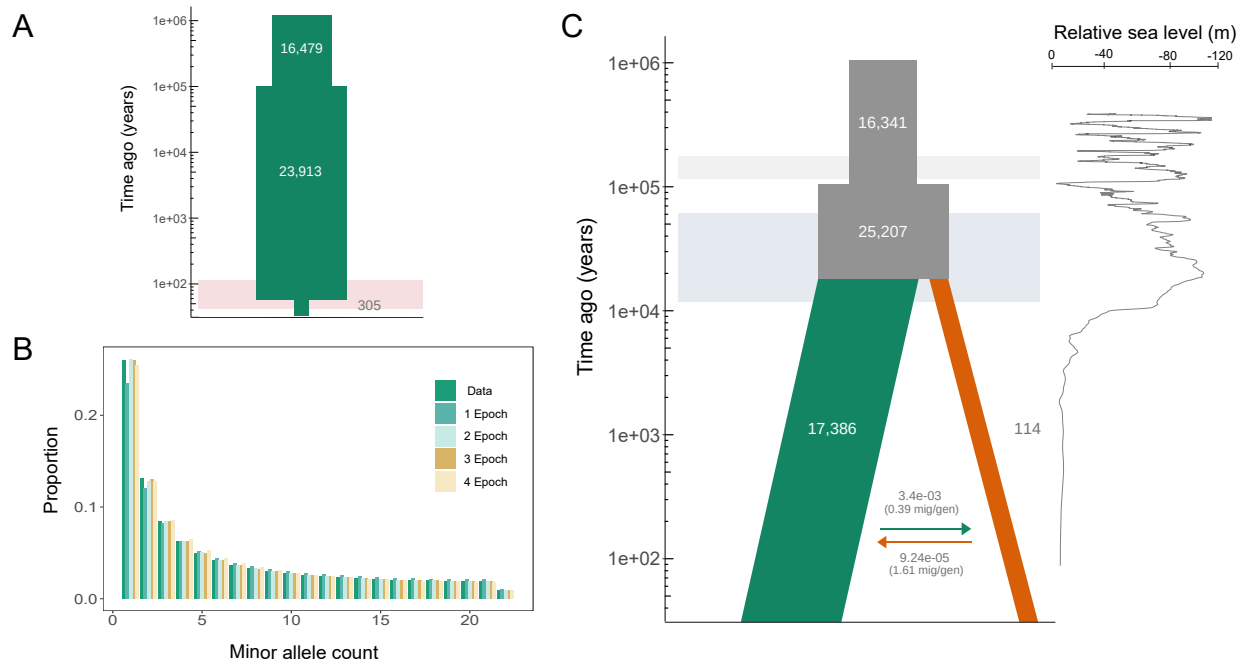 A
Time ago (years)
1e+06
1e+05
1e+04
1e+03
1e+02
16,479
23,913
305
B
Proportion
0.2
0.1
0.0
0
5
10
15
20
Minor allele count
Data
1 Epoch
2 Epoch
3 Epoch
4 Epoch
C
Time ago (years)
1e+06
1e+05
1e+04
1e+03
1e+02
16,341
25,207
17,386
114
3.4e-03
(0.39 mig/gen)
9.24e-05
(1.61 mig/gen)
Relative sea level (m)
0
-40
-80
-120